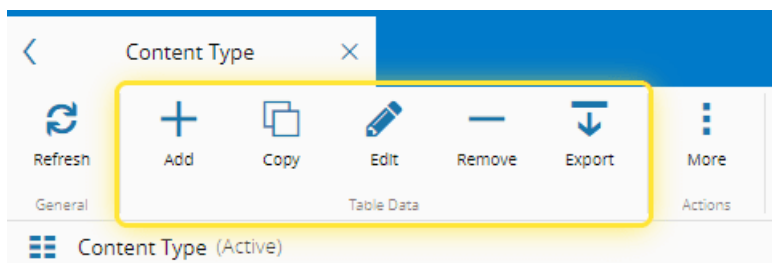 Content Type
Refresh Add Copy Edit Remove Export More
General Table Data Actions
Content Type (Active)